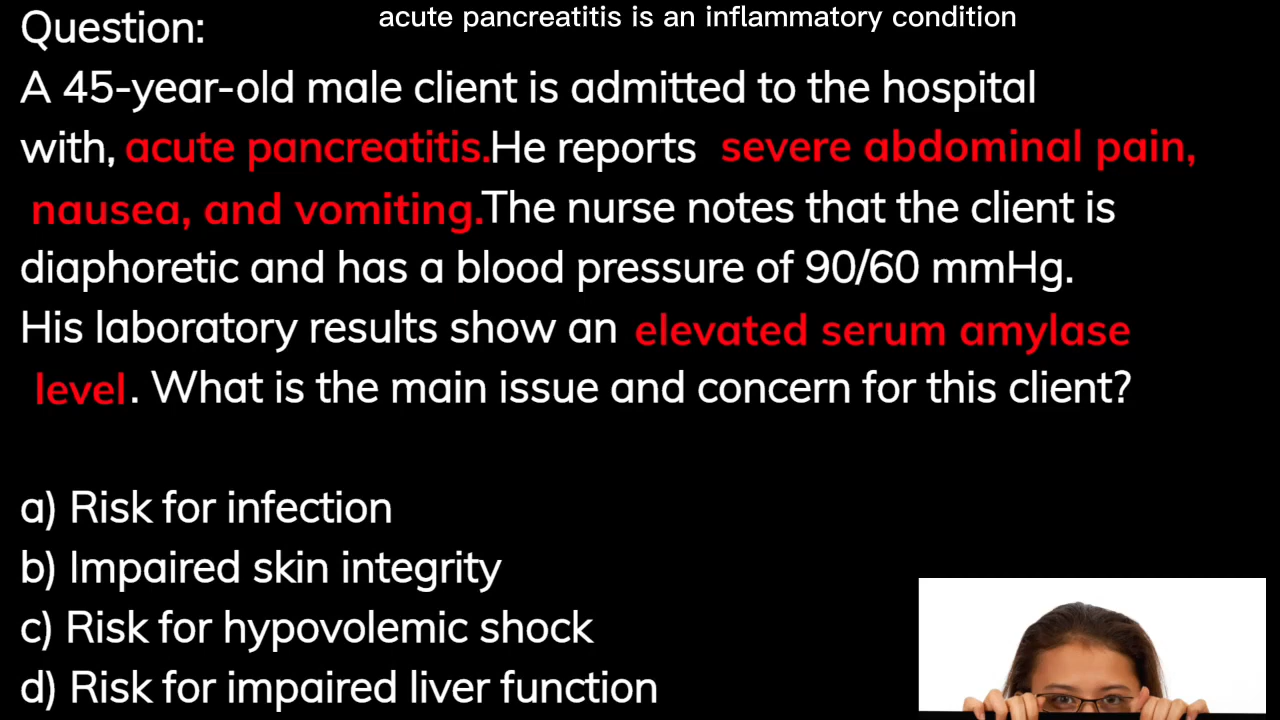 Question:
acute pancreatitis is an inflammatory condition
A 45-year-old male client is admitted to the hospital
with, acute pancreatitis.He reports severe abdominal pain,
nausea, and vomiting.The nurse notes that the client is
diaphoretic and has a blood pressure of 90/60 mmHg.
His laboratory results show an elevated serum amylase
level. What is the main issue and concern for this client?
a) Risk for infection
b) Impaired skin integrity
c) Risk for hypovolemic shock
d) Risk for impaired liver function